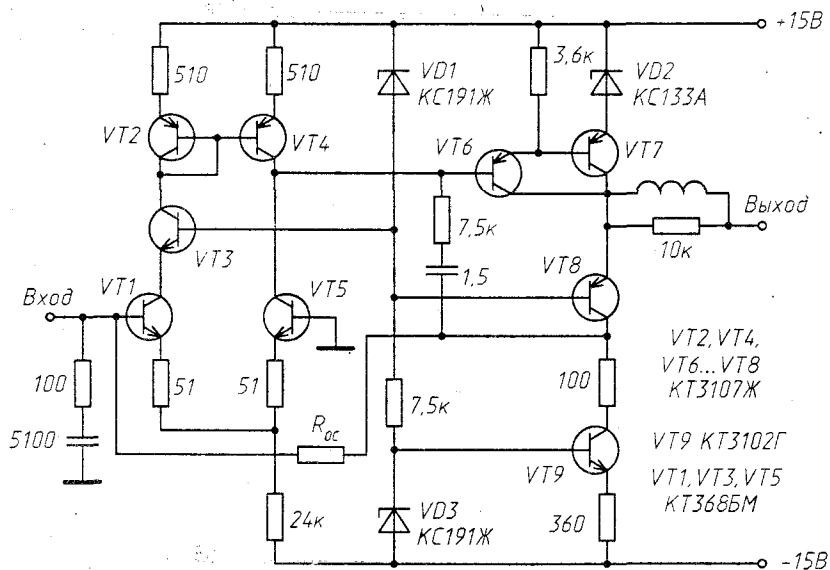 +15В
510
510
VD1
КС191Ж
3,6к
VD2
КС133А
VT2
VT4
VT6
VT7
Выход
7,5к
10к
VT3
VT8
1,5
Вход
VT1
VT5
VT2, VT4,
VT6...VT8
КТ3107Ж
100
51
51
7,5к
100
5100
Rос
VT9 КТ3102Г
VT9
VT1, VT3, VT5
КТ368БМ
24к
VD3
КС191Ж
360
-15В